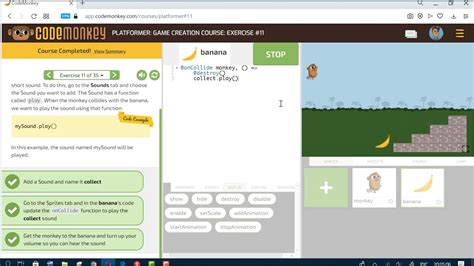 CodeMonkey
app.codemonkey.com/courses/platformer#11
CODEMONKEY
PLATFORMER: GAME CREATION COURSE: EXERCISE #11
Course Completed! View Summary
Exercise 11 of 35
short sound. To do this, go to the Sounds tab and choose
the Sound you want to add. The Sound has a function
called play. When the monkey collides with the banana,
we want to play the sound using that function.
Code Example
mySound.play()
In this example, the sound named mySound will be
played.
Add a Sound and name it collect
Go to the Sprites tab and in the banana's code
update the onCollide function to play the
collect sound
Get the monkey to the banana and turn up your
volume so you can hear the sound
banana
STOP
@onCollide monkey, () =>
@destroy()
collect.play()
show
hide
distance
destroy
enable
setScale
addAnimation
startAnimation
stopAnimation
monkey
banana